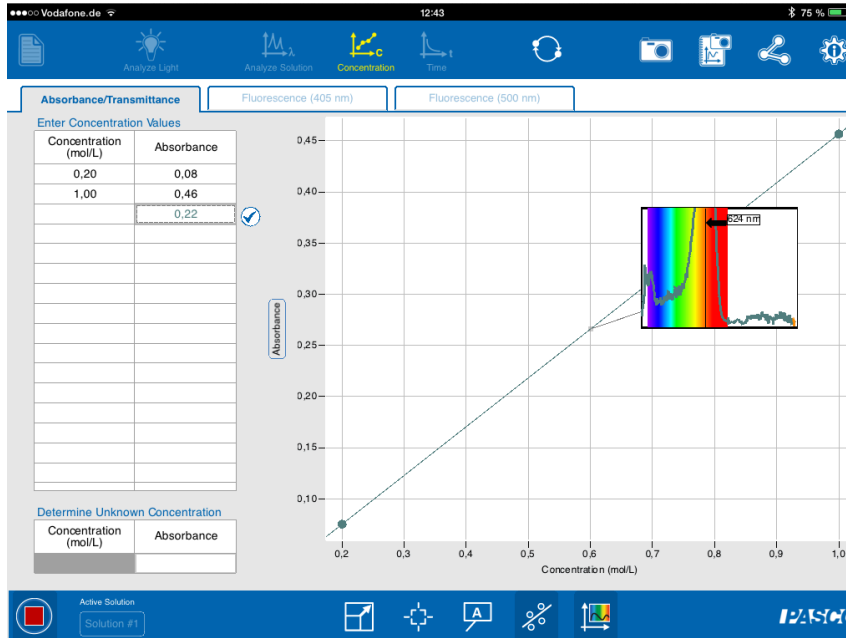 Vodafone.de 12:43 75 %
Analyze Light Analyze Solution Concentration Time
λ c t
Absorbance/Transmittance Fluorescence (405 nm) Fluorescence (500 nm)
Enter Concentration Values
Concentration (mol/L) Absorbance
0,20 0,08
1,00 0,46
0,22
0,45
0,40
0,35
0,30
0,25
0,20
0,15
0,10
Absorbance
624 nm
0,2 0,3 0,4 0,5 0,6 0,7 0,8 0,9 1,0
Concentration (mol/L)
Determine Unknown Concentration
Concentration (mol/L) Absorbance
Active Solution
Solution #1
A
PASCO